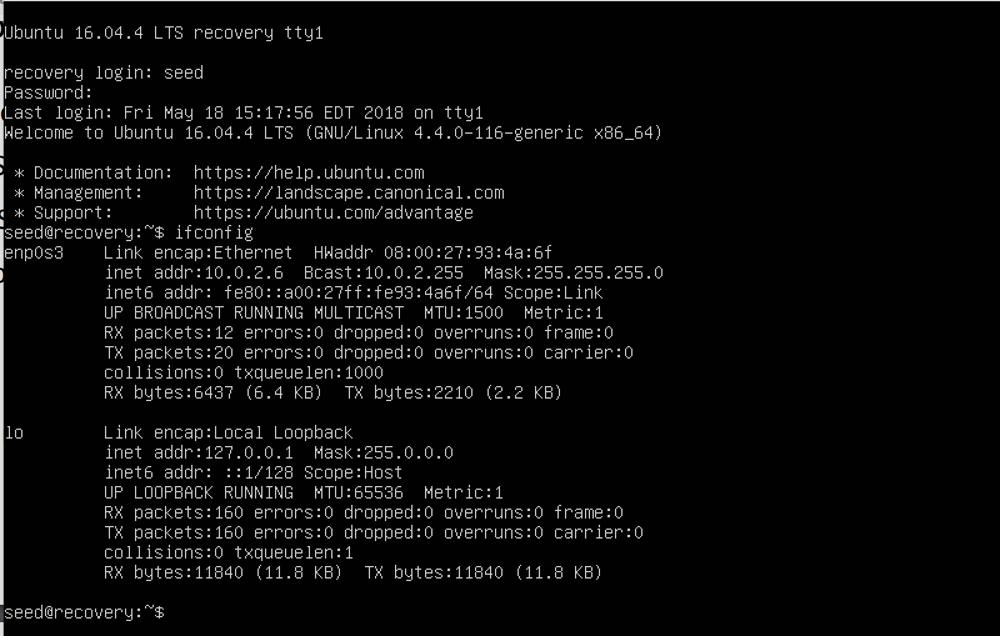 Ubuntu 16.04.4 LTS recovery tty1
recovery login: seed
Password:
Last login: Fri May 18 15:17:56 EDT 2018 on tty1
Welcome to Ubuntu 16.04.4 LTS (GNU/Linux 4.4.0-116-generic x86_64)
* Documentation:  https://help.ubuntu.com
* Management:     https://landscape.canonical.com
* Support:        https://ubuntu.com/advantage
seed@recovery:~$ ifconfig
enp0s3    Link encap:Ethernet  HWaddr 08:00:27:93:4a:6f
inet addr:10.0.2.6  Bcast:10.0.2.255  Mask:255.255.255.0
inet6 addr: fe80::a00:27ff:fe93:4a6f/64 Scope:Link
UP BROADCAST RUNNING MULTICAST  MTU:1500  Metric:1
RX packets:12 errors:0 dropped:0 overruns:0 frame:0
TX packets:20 errors:0 dropped:0 overruns:0 carrier:0
collisions:0 txqueuelen:1000
RX bytes:6437 (6.4 KB)  TX bytes:2210 (2.2 KB)
lo        Link encap:Local Loopback
inet addr:127.0.0.1  Mask:255.0.0.0
inet6 addr: ::1/128 Scope:Host
UP LOOPBACK RUNNING  MTU:65536  Metric:1
RX packets:160 errors:0 dropped:0 overruns:0 frame:0
TX packets:160 errors:0 dropped:0 overruns:0 carrier:0
collisions:0 txqueuelen:1
RX bytes:11840 (11.8 KB)  TX bytes:11840 (11.8 KB)
seed@recovery:~$